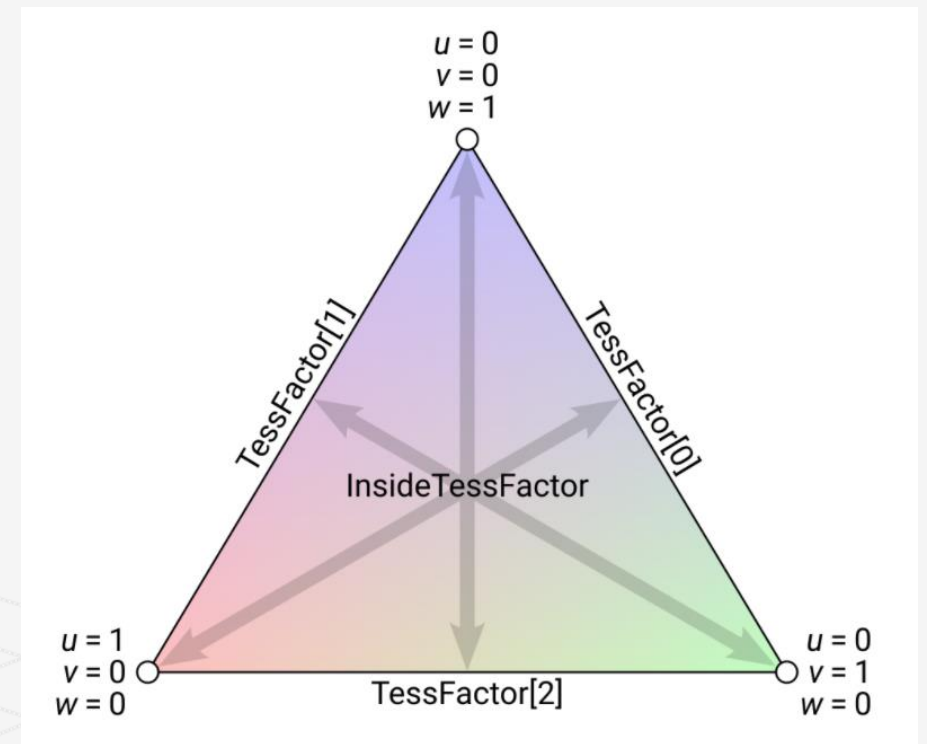 u = 0
v = 0
w = 1
TessFactor[1]
TessFactor[0]
InsideTessFactor
u = 1
v = 0
w = 0
u = 0
v = 1
w = 0
TessFactor[2]